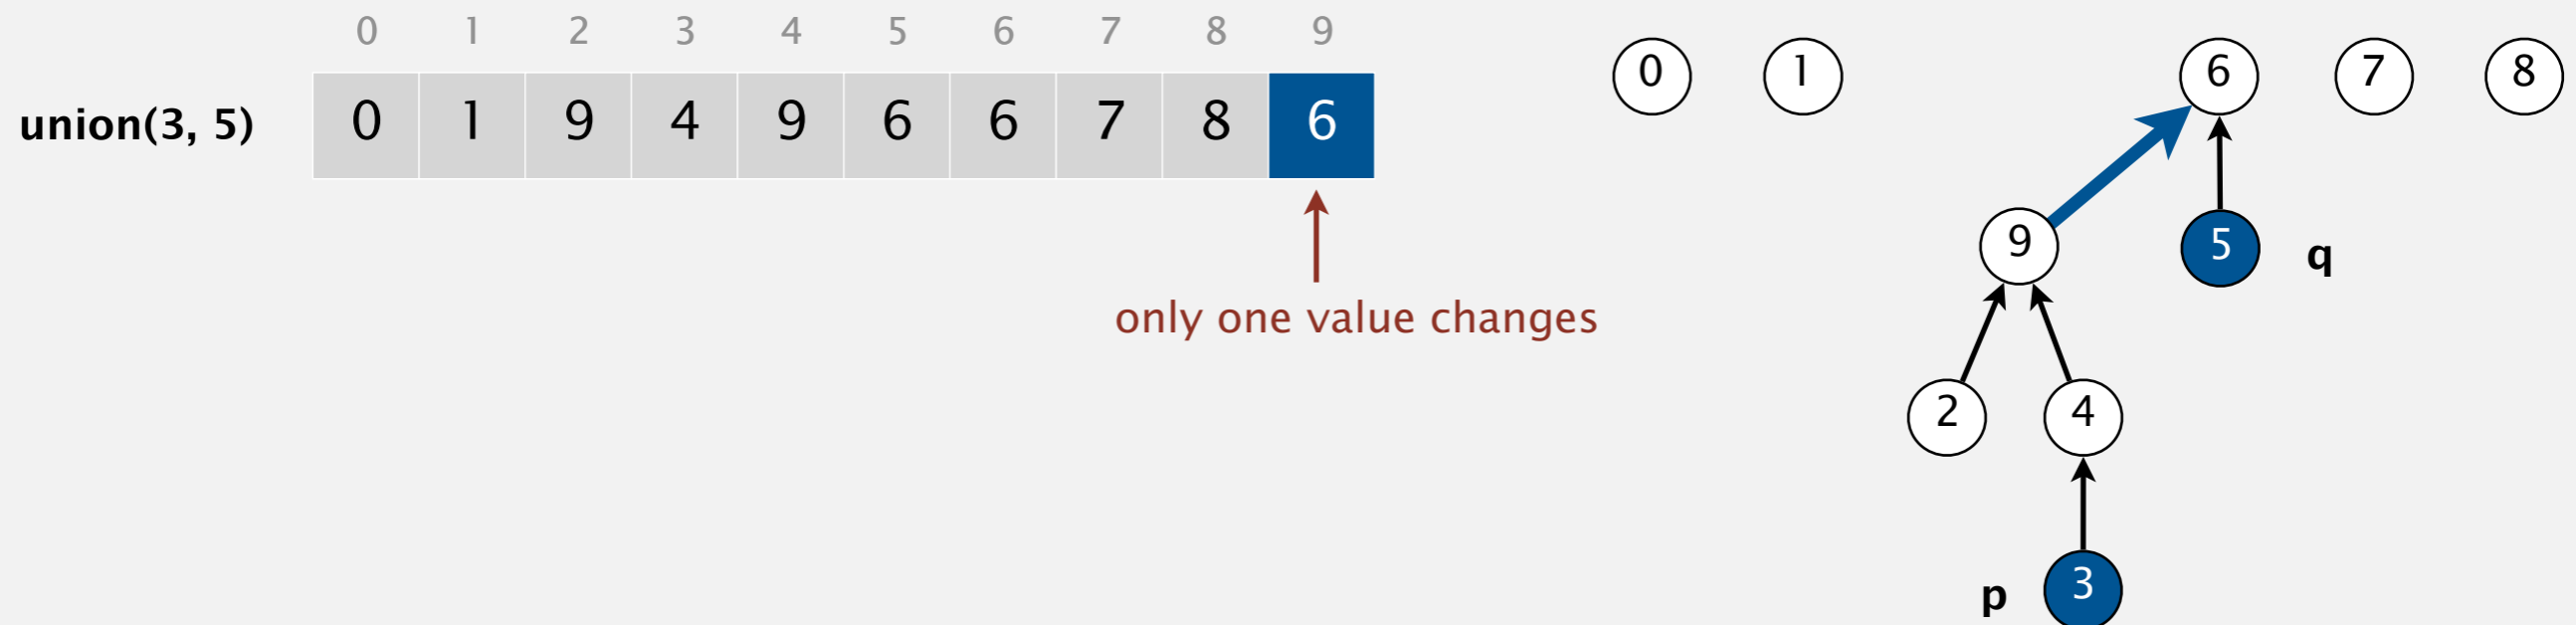 0 1 2 3 4 5 6 7 8 9
union(3, 5) 0 1 9 4 9 6 6 7 8 6
only one value changes
0 1 6 7 8
9 5 q
2 4
p 3